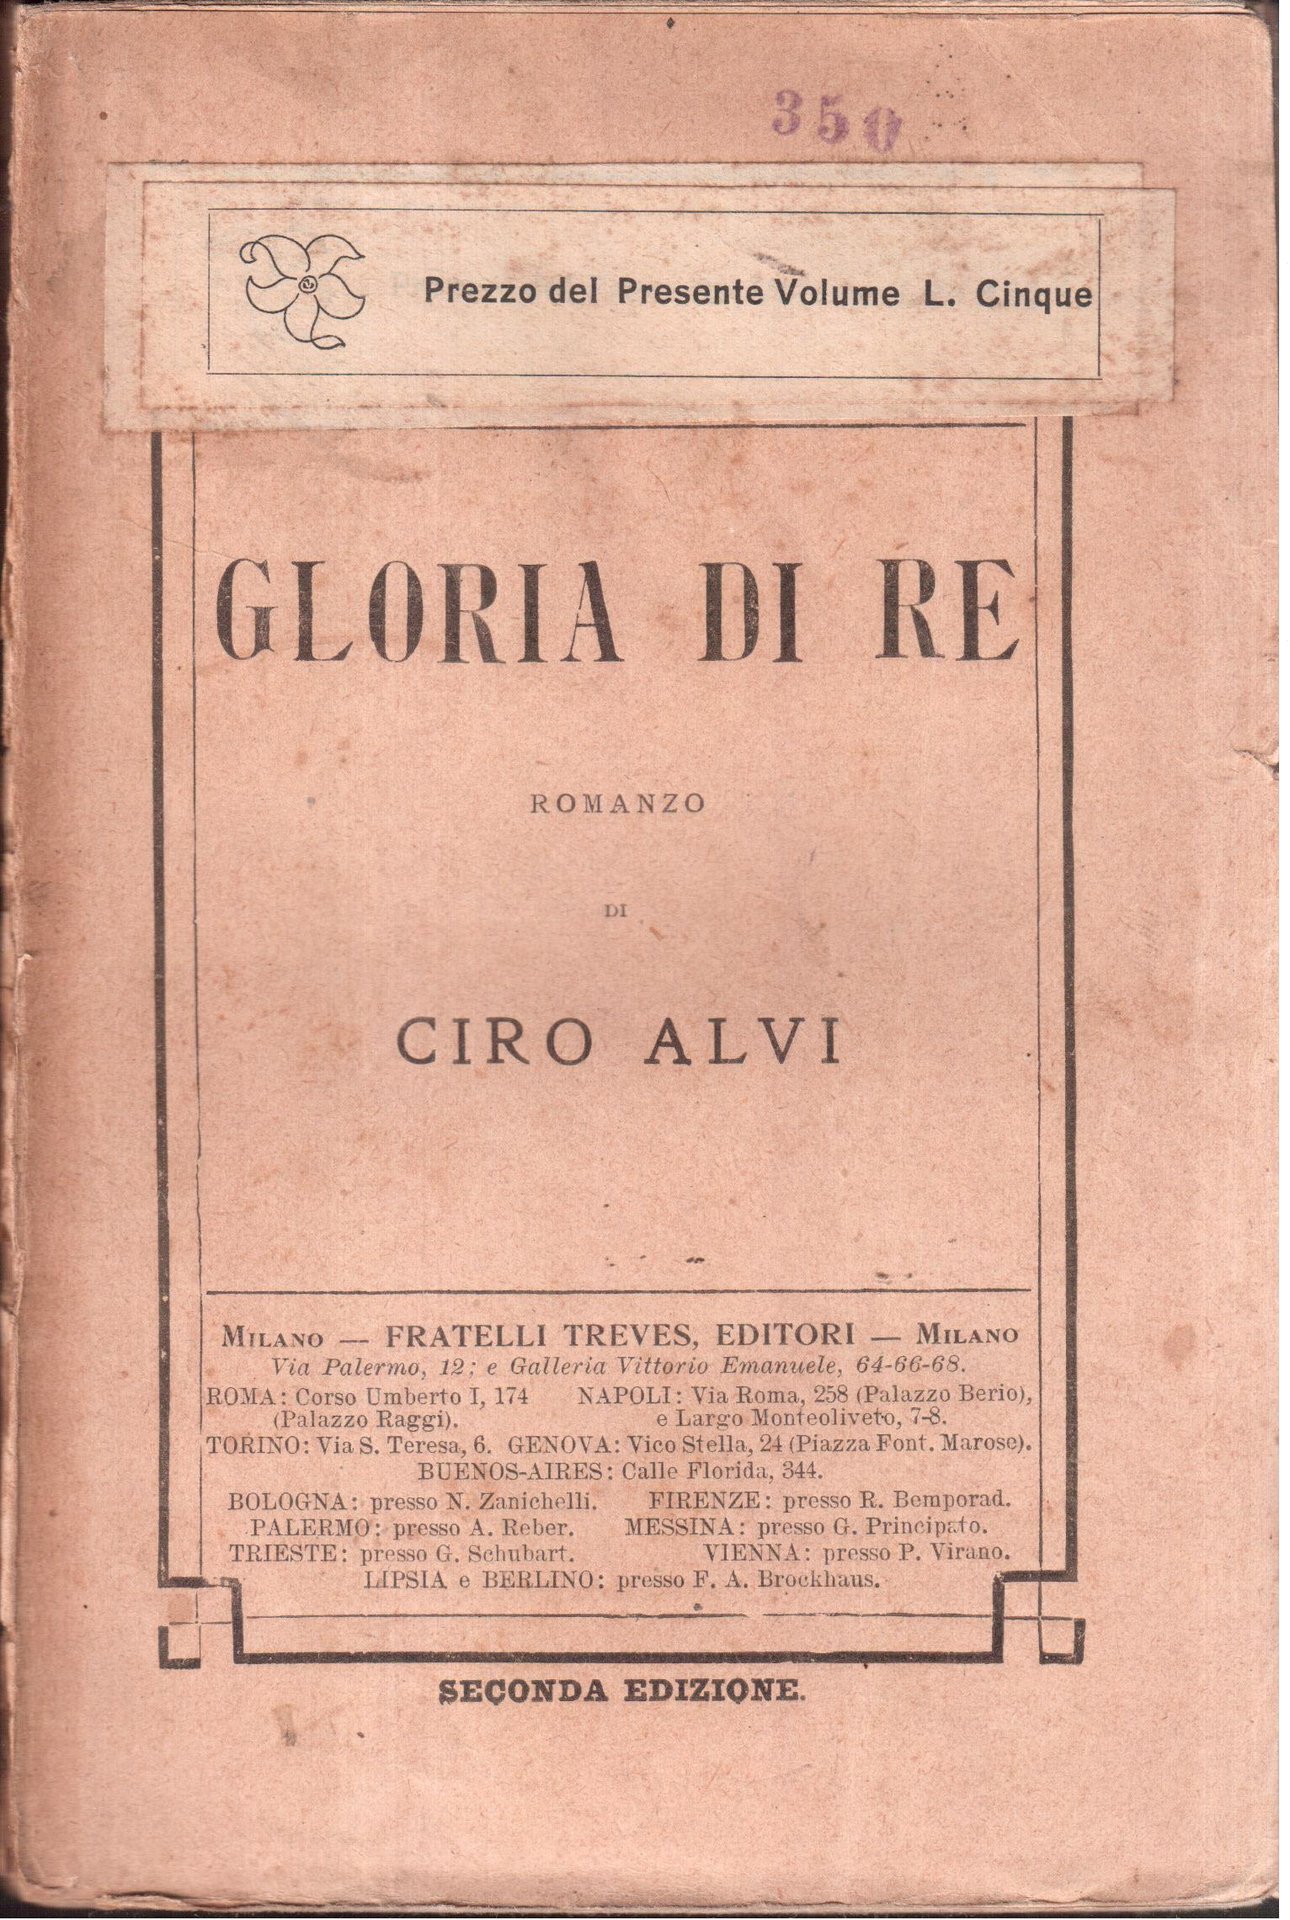 350
Prezzo del Presente Volume L. Cinque
GLORIA DI RE
ROMANZO
DI
CIRO ALVI
MILANO — FRATELLI TREVES, EDITORI — MILANO
Via Palermo, 12; e Galleria Vittorio Emanuele, 64-66-68.
ROMA: Corso Umberto I, 174 NAPOLI: Via Roma, 258 (Palazzo Berio),
(Palazzo Raggi). e Largo Monteoliveto, 7-8.
TORINO: Via S. Teresa, 6. GENOVA: Vico Stella, 24 (Piazza Font. Marose).
BUENOS-AIRES: Calle Florida, 344.
BOLOGNA: presso N. Zanichelli. FIRENZE: presso R. Bemporad.
PALERMO: presso A. Reber. MESSINA: presso G. Principato.
TRIESTE: presso G. Schubart. VIENNA: presso P. Virano.
LIPSIA e BERLINO: presso F. A. Brockhaus.
SECONDA EDIZIONE.